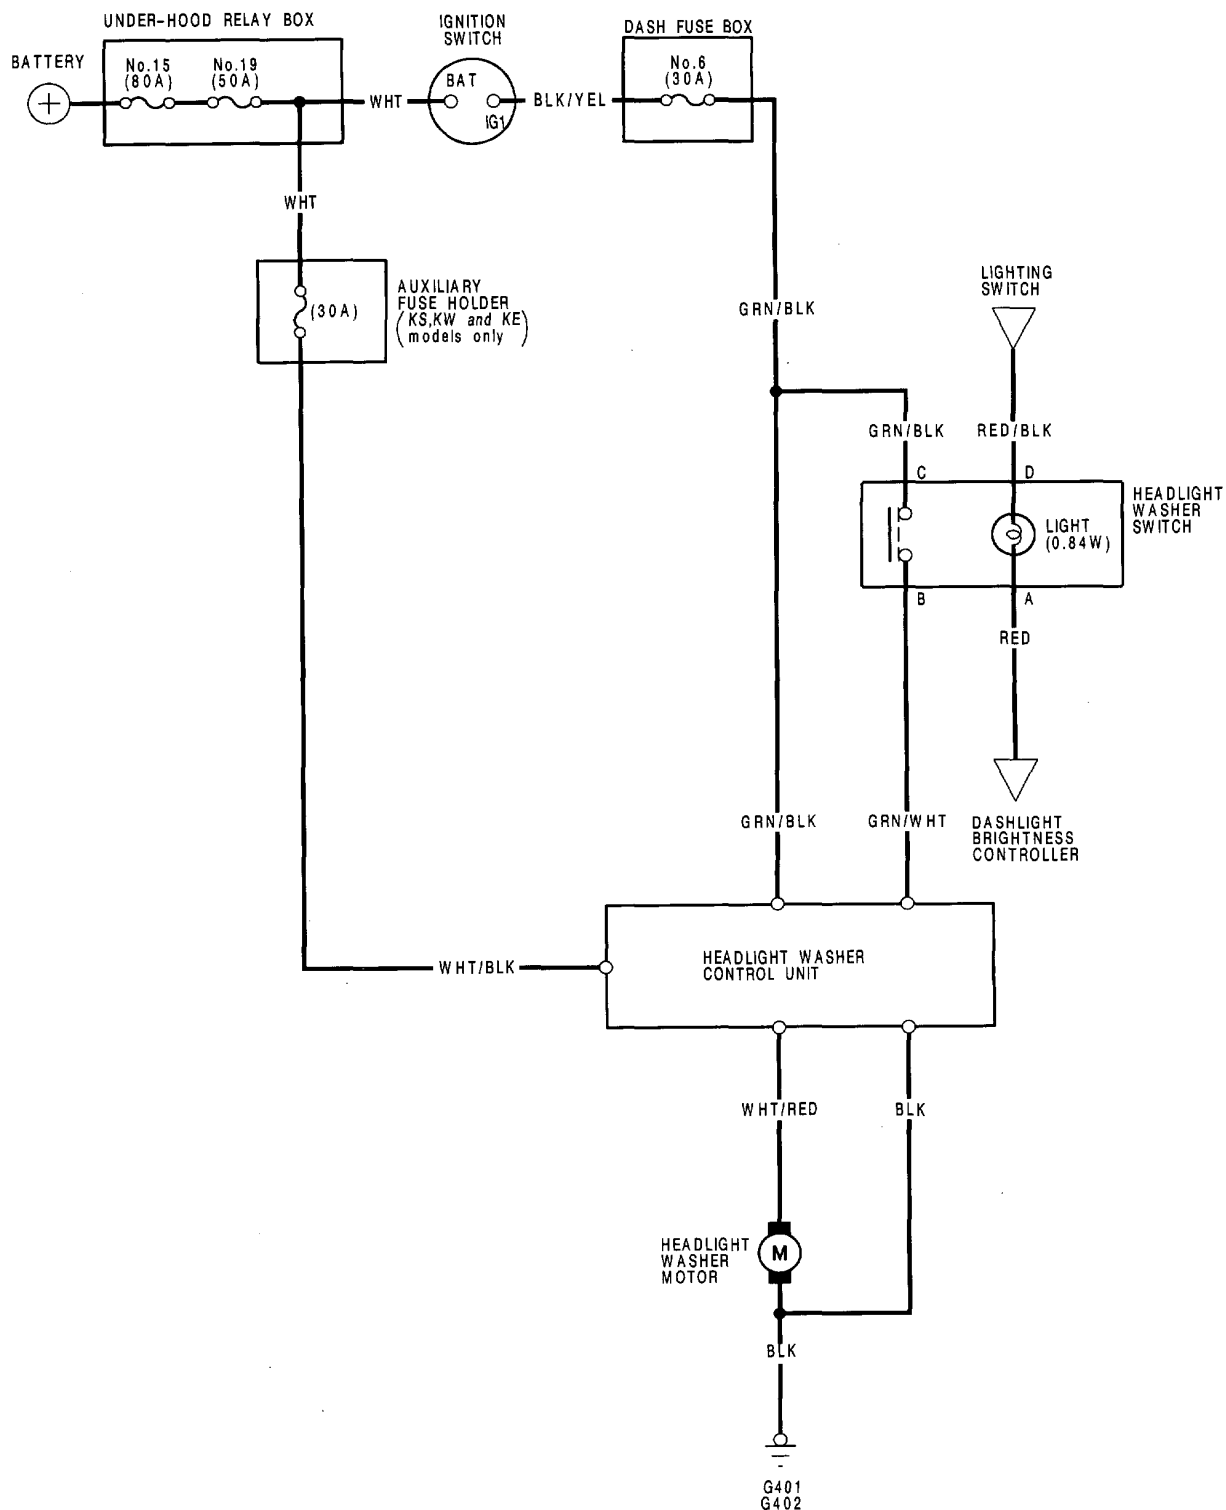 UNDER-HOOD RELAY BOX
IGNITION
SWITCH
DASH FUSE BOX
BATTERY
No.15
(80A)
No.19
(50A)
BAT
IG1
No.6
(30A)
WHT
BLK/YEL
WHT
AUXILIARY
FUSE HOLDER
(KS,KW and KE)
models only
(30A)
GRN/BLK
LIGHTING
SWITCH
GRN/BLK
RED/BLK
C
D
HEADLIGHT
WASHER
SWITCH
LIGHT
(0.84W)
B
A
RED
GRN/BLK
GRN/WHT
DASHLIGHT
BRIGHTNESS
CONTROLLER
WHT/BLK
HEADLIGHT WASHER
CONTROL UNIT
WHT/RED
BLK
HEADLIGHT
WASHER
MOTOR
M
BLK
G401
G402